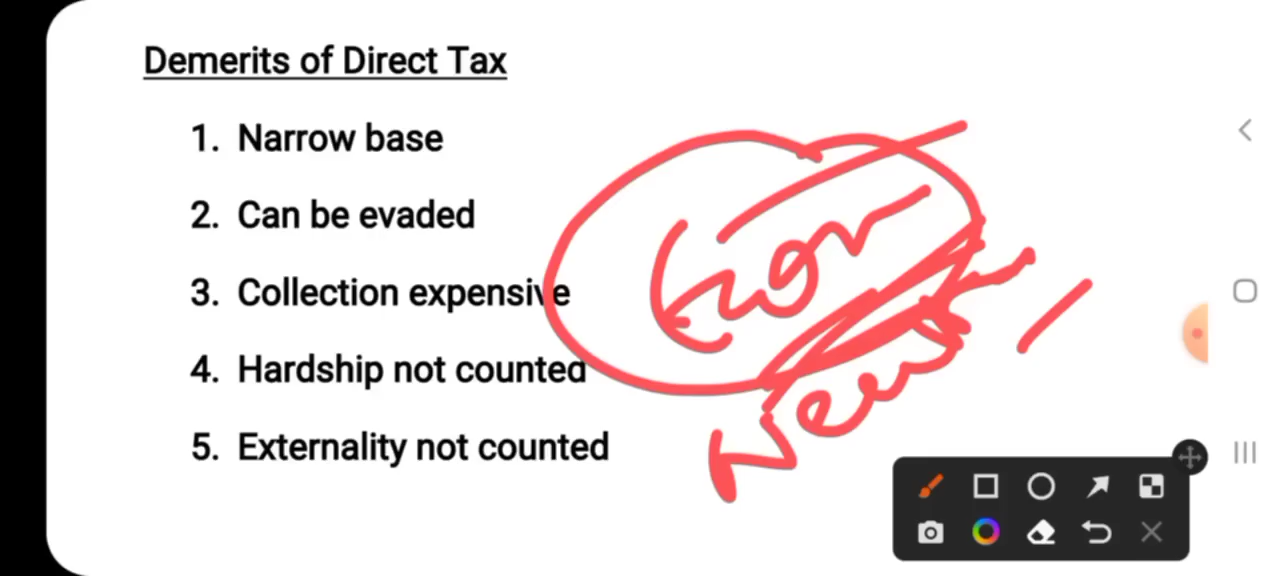 Demerits of Direct Tax
1. Narrow base
2. Can be evaded
3. Collection expensive
4. Hardship not counted
5. Externality not counted